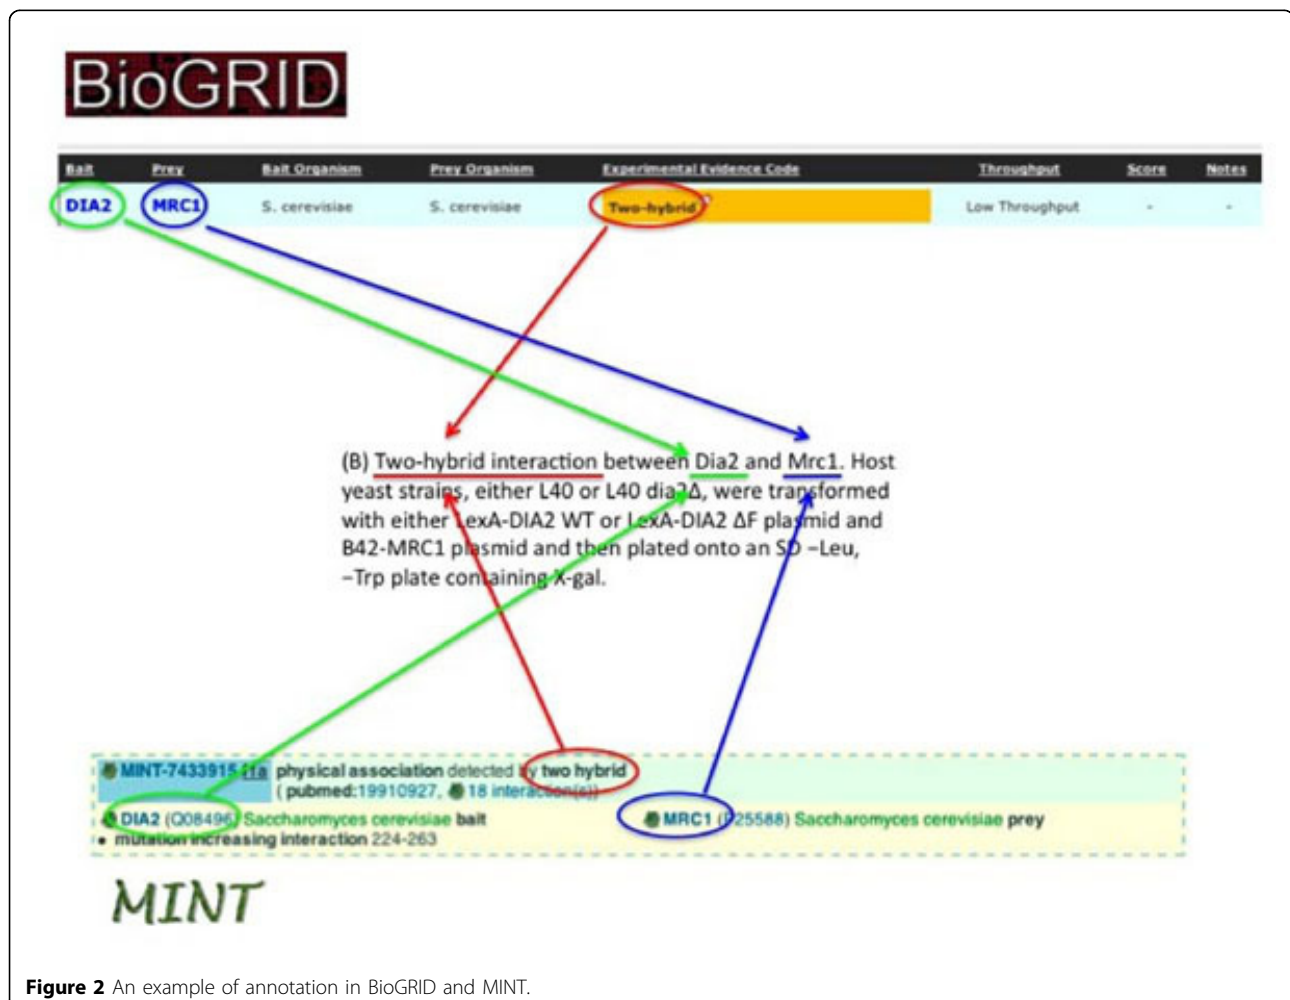 BioGRID
Bait Prey Bait Organism Prey Organism Experimental Evidence Code Throughput Score Notes
DIA2 MRC1 S. cerevisiae S. cerevisiae Two-hybrid Low Throughput - -
(B) Two-hybrid interaction between Dia2 and Mrc1. Host
yeast strains, either L40 or L40 dia2Δ, were transformed
with either LexA-DIA2 WT or LexA-DIA2 ΔF plasmid and
B42-MRC1 plasmid and then plated onto an SD −Leu,
−Trp plate containing X-gal.
MINT-7433915 physical association detected by two hybrid
( pubmed:19910927, 18 interaction(s))
DIA2 (Q08496) Saccharomyces cerevisiae bait MRC1 (P25588) Saccharomyces cerevisiae prey
• mutation increasing interaction 224-263
MINT
Figure 2 An example of annotation in BioGRID and MINT.